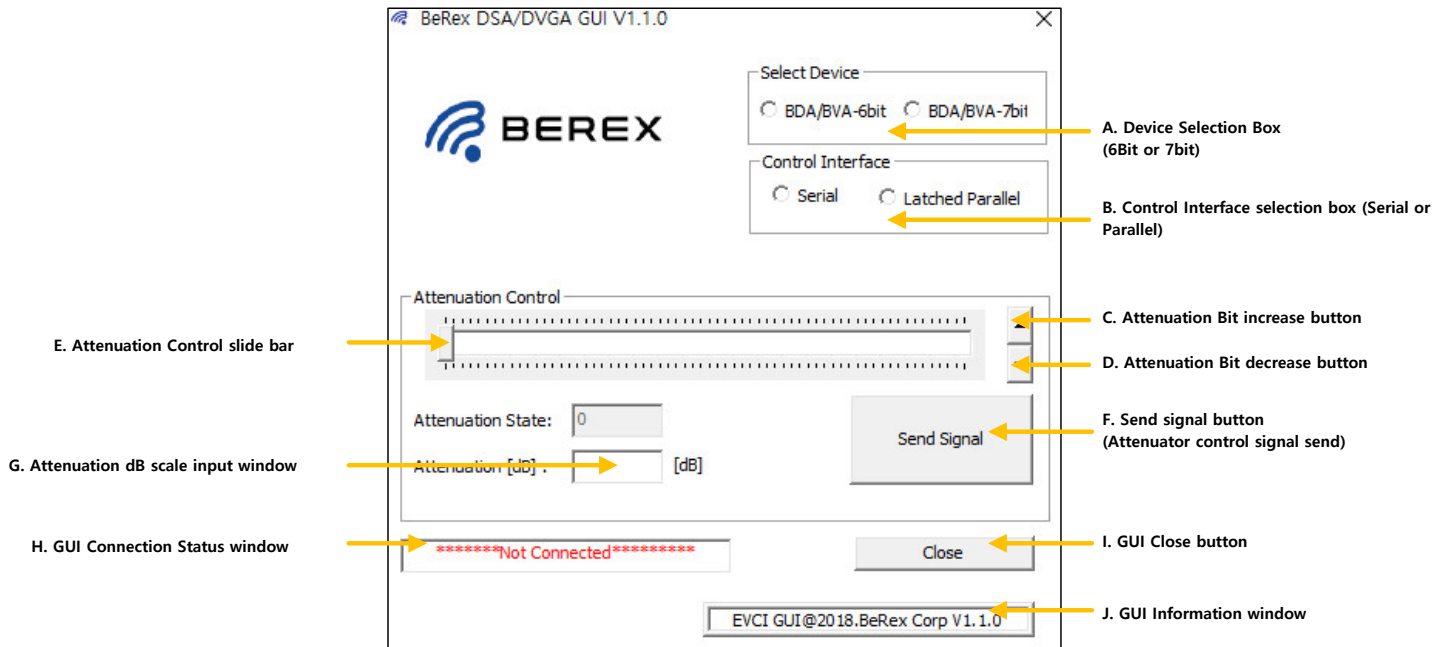 BeRex DSA/DVGA GUI V1.1.0
BEREX
Select Device
BDA/BVA-6bit BDA/BVA-7bit
A. Device Selection Box
(6Bit or 7bit)
Control Interface
Serial Latched Parallel
B. Control Interface selection box (Serial or
Parallel)
Attenuation Control
C. Attenuation Bit increase button
E. Attenuation Control slide bar
D. Attenuation Bit decrease button
Attenuation State: 0
Send Signal
F. Send signal button
(Attenuator control signal send)
G. Attenuation dB scale input window
Attenuation [dB] : [dB]
H. GUI Connection Status window
*******Not Connected*********
Close
I. GUI Close button
EVCI GUI@2018.BeRex Corp V1.1.0
J. GUI Information window